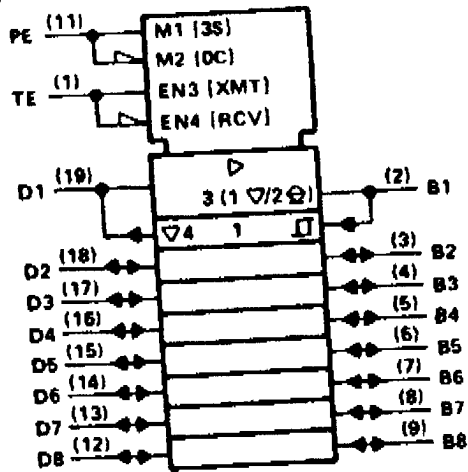 PE (11) M1 (3S)
M2 (OC)
TE (1) EN3 (XMT)
EN4 (RCV)
▷
D1 (19) 3 (1 ▽/2 ⎒) (2) B1
▽4 1
D2 (18) (3) B2
D3 (17) (4) B3
D4 (16) (5) B4
D5 (15) (6) B5
D6 (14) (7) B6
D7 (13) (8) B7
D8 (12) (9) B8